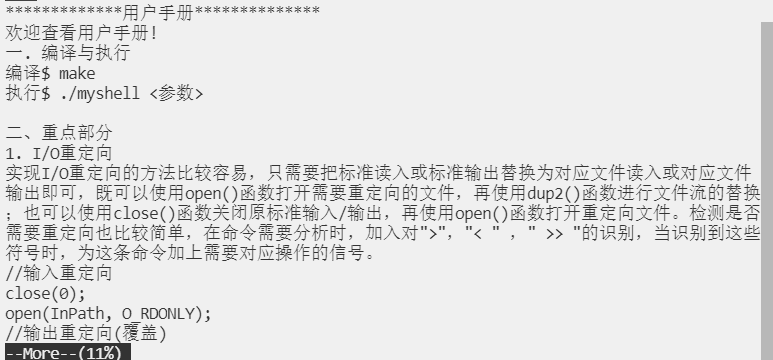 *************用户手册**************
欢迎查看用户手册!
一. 编译与执行
编译$ make
执行$ ./myshell <参数>
二、重点部分
1. I/O重定向
实现I/O重定向的方法比较容易，只需要把标准读入或标准输出替换为对应文件读入或对应文件
输出即可，既可以使用open()函数打开需要重定向的文件，再使用dup2()函数进行文件流的替换
；也可以使用close()函数关闭原标准输入/输出，再使用open()函数打开重定向文件。检测是否
需要重定向也比较简单，在命令需要分析时，加入对">"，"< " ，" >> "的识别，当识别到这些
符号时，为这条命令加上需要对应操作的信号。
//输入重定向
close(0);
open(InPath, O_RDONLY);
//输出重定向(覆盖)
--More--(11%)